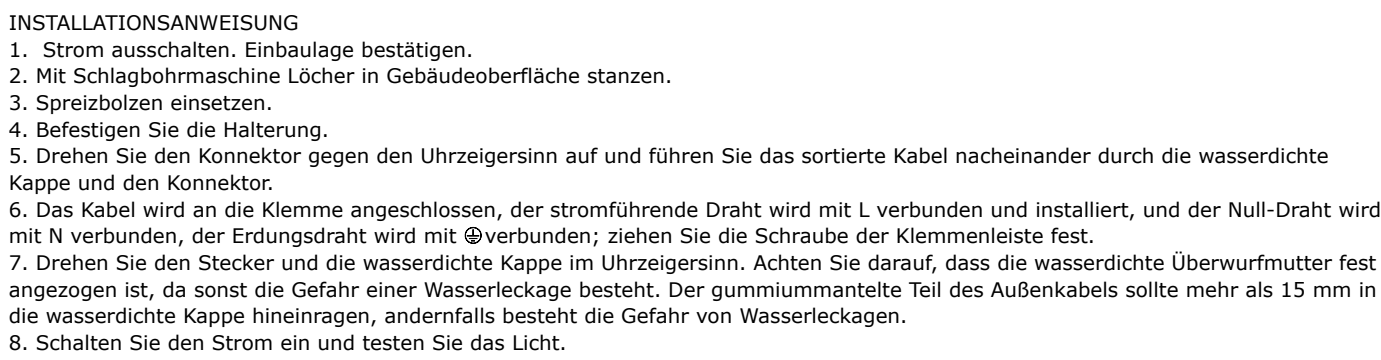 INSTALLATIONSANWEISUNG
1.  Strom ausschalten. Einbaulage bestätigen.
2. Mit Schlagbohrmaschine Löcher in Gebäudeoberfläche stanzen.
3. Spreizbolzen einsetzen.
4. Befestigen Sie die Halterung.
5. Drehen Sie den Konnektor gegen den Uhrzeigersinn auf und führen Sie das sortierte Kabel nacheinander durch die wasserdichte
Kappe und den Konnektor.
6. Das Kabel wird an die Klemme angeschlossen, der stromführende Draht wird mit L verbunden und installiert, und der Null-Draht wird
mit N verbunden, der Erdungsdraht wird mit ⏚verbunden; ziehen Sie die Schraube der Klemmenleiste fest.
7. Drehen Sie den Stecker und die wasserdichte Kappe im Uhrzeigersinn. Achten Sie darauf, dass die wasserdichte Überwurfmutter fest
angezogen ist, da sonst die Gefahr einer Wasserleckage besteht. Der gummiummantelte Teil des Außenkabels sollte mehr als 15 mm in
die wasserdichte Kappe hineinragen, andernfalls besteht die Gefahr von Wasserleckagen.
8. Schalten Sie den Strom ein und testen Sie das Licht.